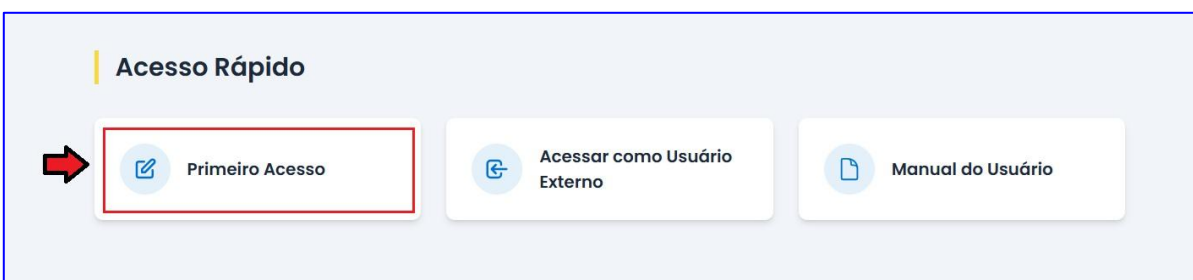 Acesso Rápido
Primeiro Acesso
Acessar como Usuário
Externo
Manual do Usuário